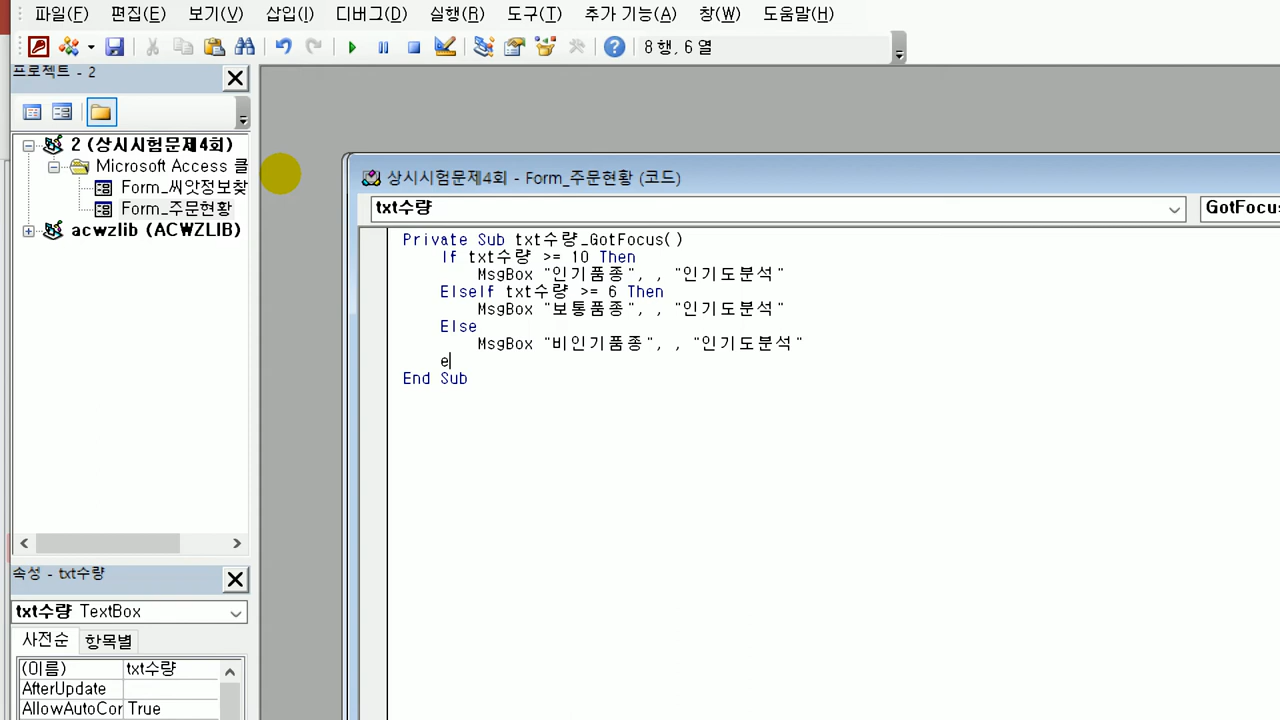 파일(F) 편집(E) 보기(V) 삽입(I) 디버그(D) 실행(R) 도구(T) 추가 기능(A) 창(W) 도움말(H)
8 행, 6 열
프로젝트 - 2
2 (상시시험문제4회)
Microsoft Access 클
Form_씨앗정보찾
Form_주문현황
acwzlib (ACWZLIB)
상시시험문제4회 - Form_주문현황 (코드)
txt수량 GotFocus
Private Sub txt수량_GotFocus()
If txt수량 >= 10 Then
MsgBox "인기품종", , "인기도분석"
ElseIf txt수량 >= 6 Then
MsgBox "보통품종", , "인기도분석"
Else
MsgBox "비인기품종", , "인기도분석"
e
End Sub
속성 - txt수량
txt수량 TextBox
사전순 항목별
(이름) txt수량
AfterUpdate
AllowAutoCor True